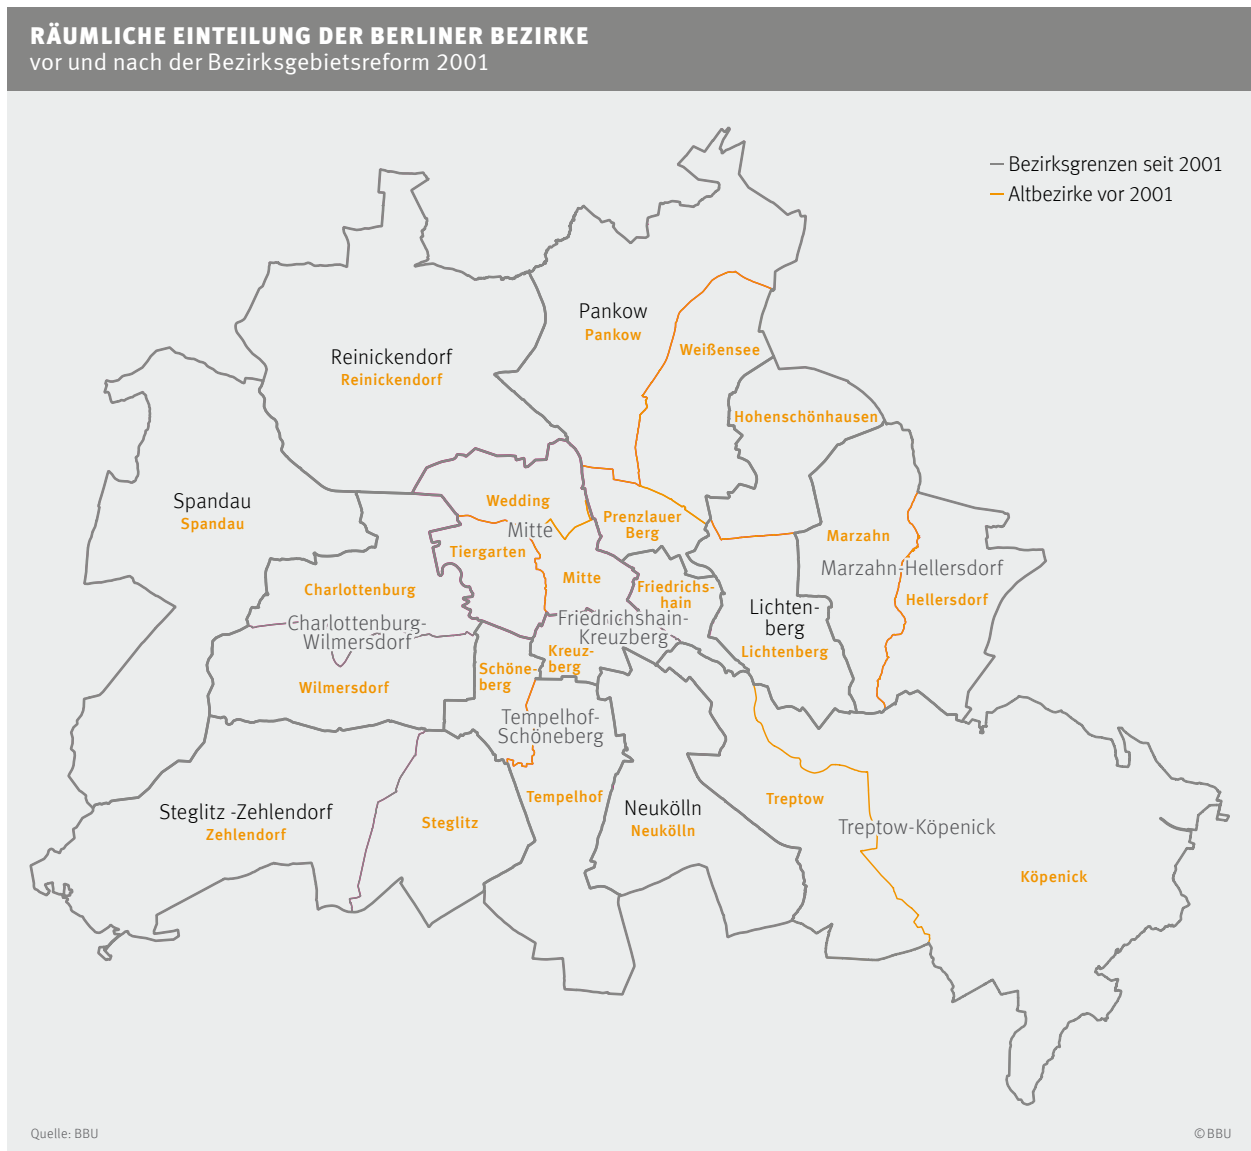 RÄUMLICHE EINTEILUNG DER BERLINER BEZIRKE
vor und nach der Bezirksgebietsreform 2001
Bezirksgrenzen seit 2001
Altbezirke vor 2001
Pankow
Pankow
Weißensee
Reinickendorf
Reinickendorf
Hohenschönhausen
Spandau
Spandau
Wedding
Mitte
Prenzlauer
Berg
Tiergarten
Mitte
Marzahn
Marzahn-Hellersdorf
Hellersdorf
Charlottenburg
Charlottenburg-
Wilmersdorf
Wilmersdorf
Friedrichs-
hain
Friedrichshain-
Kreuzberg
Kreuz-
berg
Lichten-
berg
Lichtenberg
Schöne-
berg
Tempelhof-
Schöneberg
Tempelhof
Steglitz -Zehlendorf
Zehlendorf
Steglitz
Neukölln
Neukölln
Treptow
Treptow-Köpenick
Köpenick
Quelle: BBU
© BBU